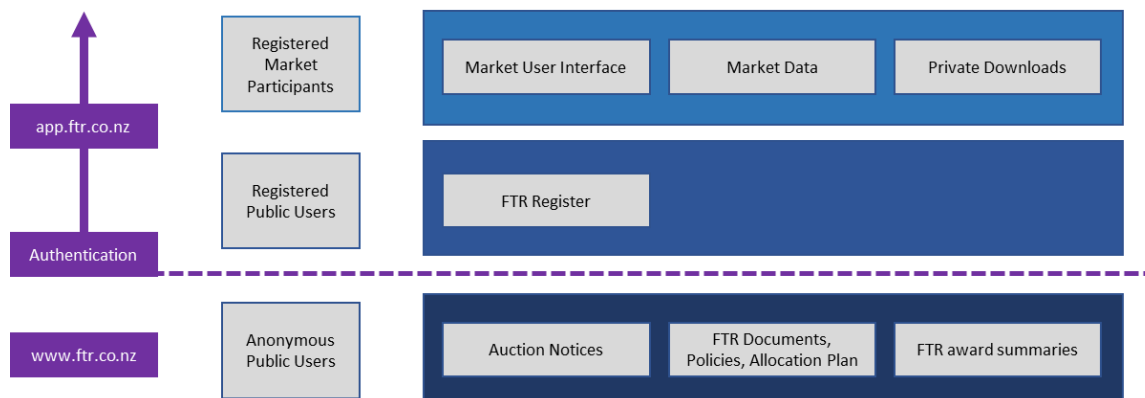 app.ftr.co.nz
Registered
Market
Participants
Market User Interface
Market Data
Private Downloads
Authentication
Registered
Public Users
FTR Register
www.ftr.co.nz
Anonymous
Public Users
Auction Notices
FTR Documents,
Policies, Allocation Plan
FTR award summaries